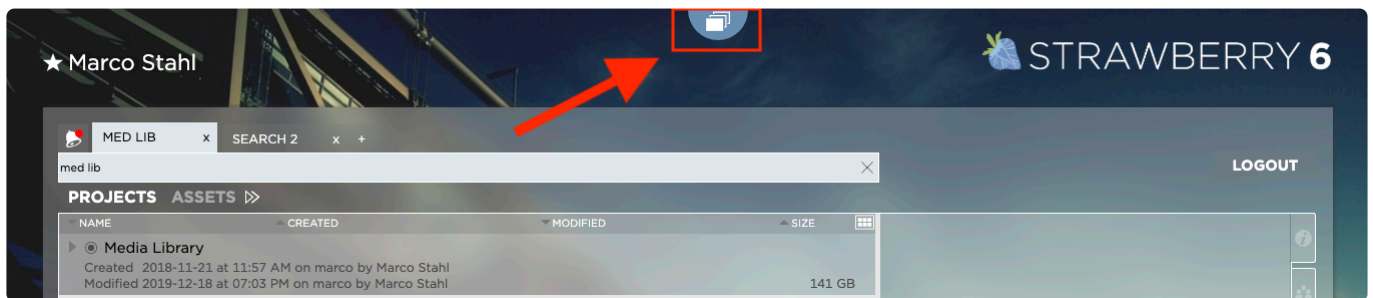 ★ Marco Stahl
STRAWBERRY 6
MED LIB x SEARCH 2 x +
med lib
LOGOUT
PROJECTS ASSETS
NAME CREATED MODIFIED SIZE
Media Library
Created 2018-11-21 at 11:57 AM on marco by Marco Stahl
Modified 2019-12-18 at 07:03 PM on marco by Marco Stahl 141 GB